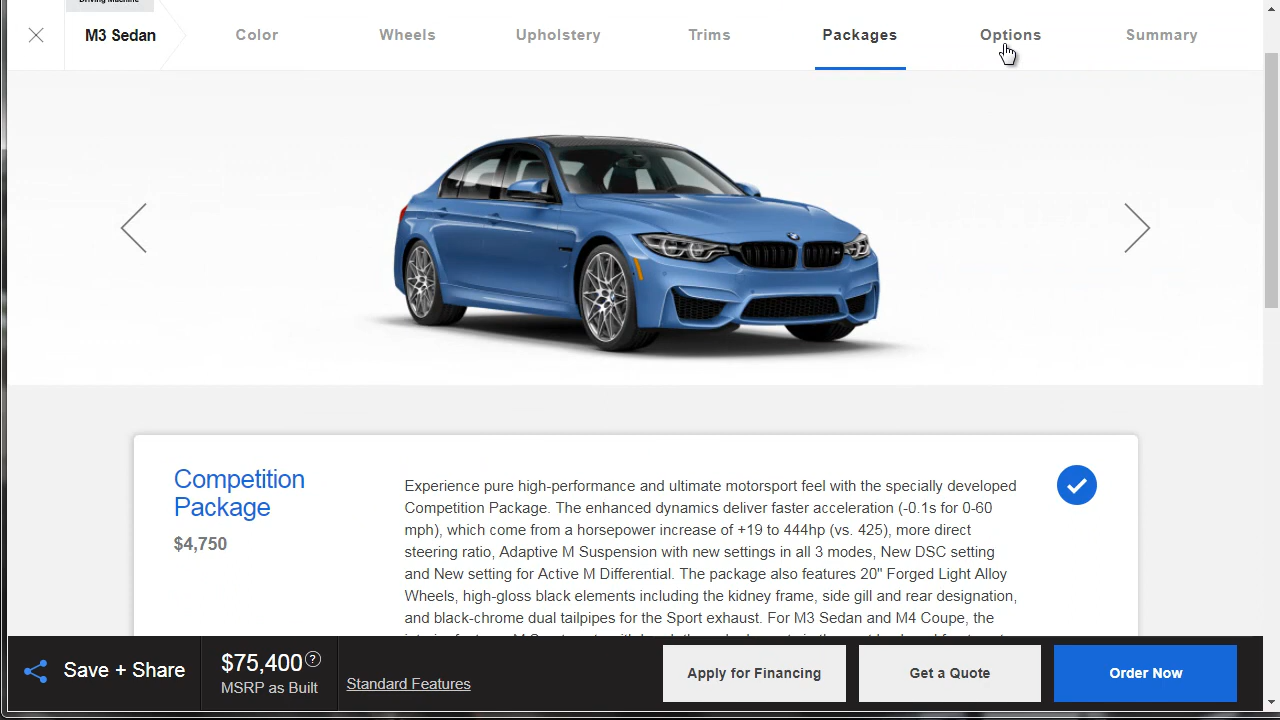 Driving Machine
M3 Sedan
Color
Wheels
Upholstery
Trims
Packages
Options
Summary
Competition
Package
$4,750
Experience pure high-performance and ultimate motorsport feel with the specially developed
Competition Package. The enhanced dynamics deliver faster acceleration (-0.1s for 0-60
mph), which come from a horsepower increase of +19 to 444hp (vs. 425), more direct
steering ratio, Adaptive M Suspension with new settings in all 3 modes, New DSC setting
and New setting for Active M Differential. The package also features 20" Forged Light Alloy
Wheels, high-gloss black elements including the kidney frame, side gill and rear designation,
and black-chrome dual tailpipes for the Sport exhaust. For M3 Sedan and M4 Coupe, the
Save + Share
$75,400 ?
MSRP as Built
Standard Features
Apply for Financing
Get a Quote
Order Now